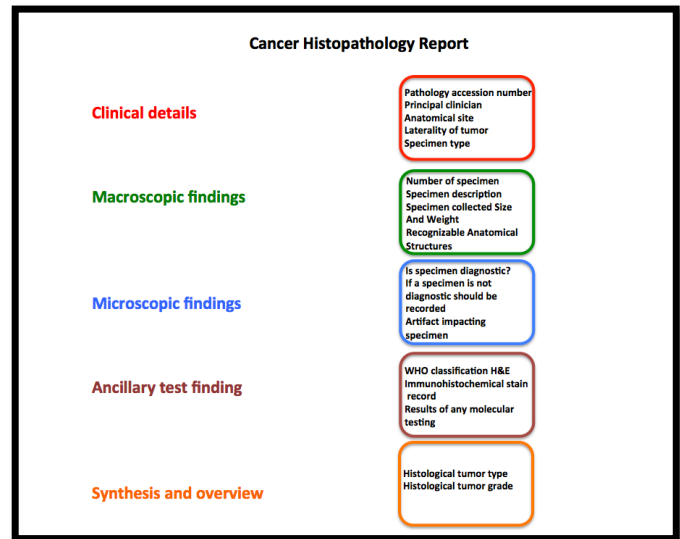 Cancer Histopathology Report
Clinical details
Pathology accession number
Principal clinician
Anatomical site
Laterality of tumor
Specimen type
Macroscopic findings
Number of specimen
Specimen description
Specimen collected Size
And Weight
Recognizable Anatomical
Structures
Microscopic findings
Is specimen diagnostic?
If a specimen is not
diagnostic should be
recorded
Artifact impacting
specimen
Ancillary test finding
WHO classification H&E
Immunohistochemical stain
record
Results of any molecular
testing
Synthesis and overview
Histological tumor type
Histological tumor grade